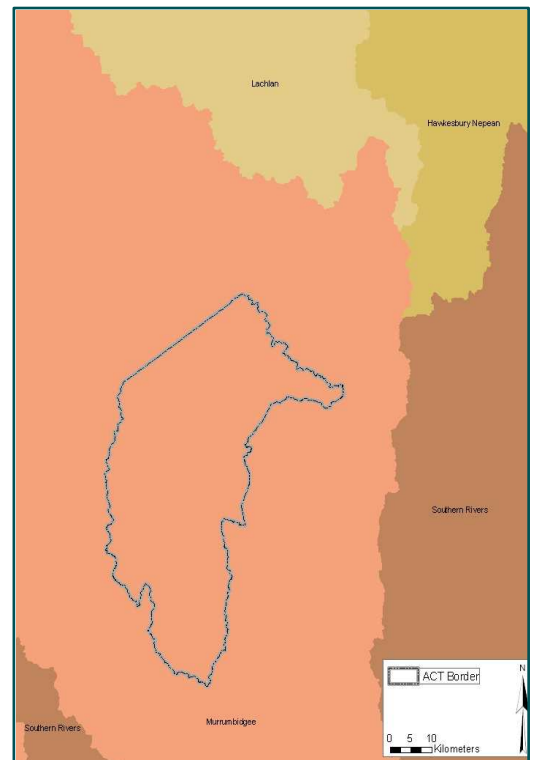 Lachlan
Hawkesbury Nepean
Southern Rivers
N
ACT Border
Southern Rivers
Murrumbidgee
0 5 10
Kilometers